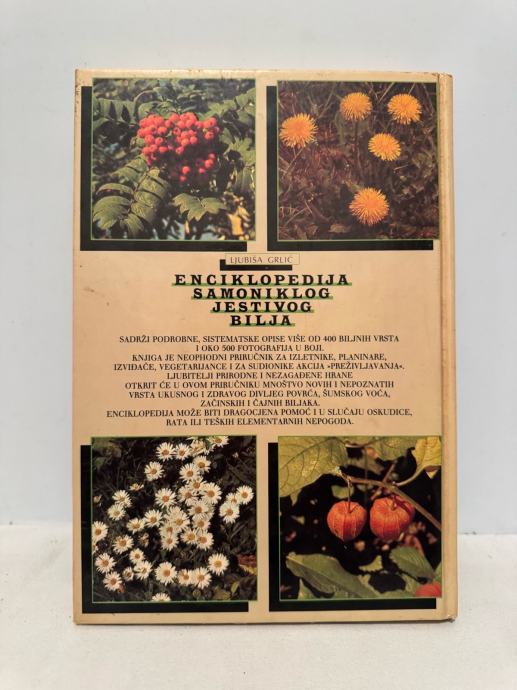 LJUBIŠA GRLIĆ
ENCIKLOPEDIJA
SAMONIKLOG
JESTIVOG
BILJA
SADRŽI PODROBNE, SISTEMATSKE OPISE VIŠE OD 400 BILJNIH VRSTA
I OKO 500 FOTOGRAFIJA U BOJI.
KNJIGA JE NEOPHODNI PRIRUČNIK ZA IZLETNIKE, PLANINARE,
IZVIĐAČE, VEGETARIJANCE I ZA SUDIONIKE AKCIJA »PREŽIVLJAVANJA«.
LJUBITELJI PRIRODNE I NEZAGAĐENE HRANE
OTKRIT ĆE U OVOM PRIRUČNIKU MNOŠTVO NOVIH I NEPOZNATIH
VRSTA UKUSNOG I ZDRAVOG DIVLJEG POVRĆA, ŠUMSKOG VOĆA,
ZAČINSKIH I ČAJNIH BILJAKA.
ENCIKLOPEDIJA MOŽE BITI DRAGOCJENA POMOĆ I U SLUČAJU OSKUDICE,
RATA ILI TEŠKIH ELEMENTARNIH NEPOGODA.